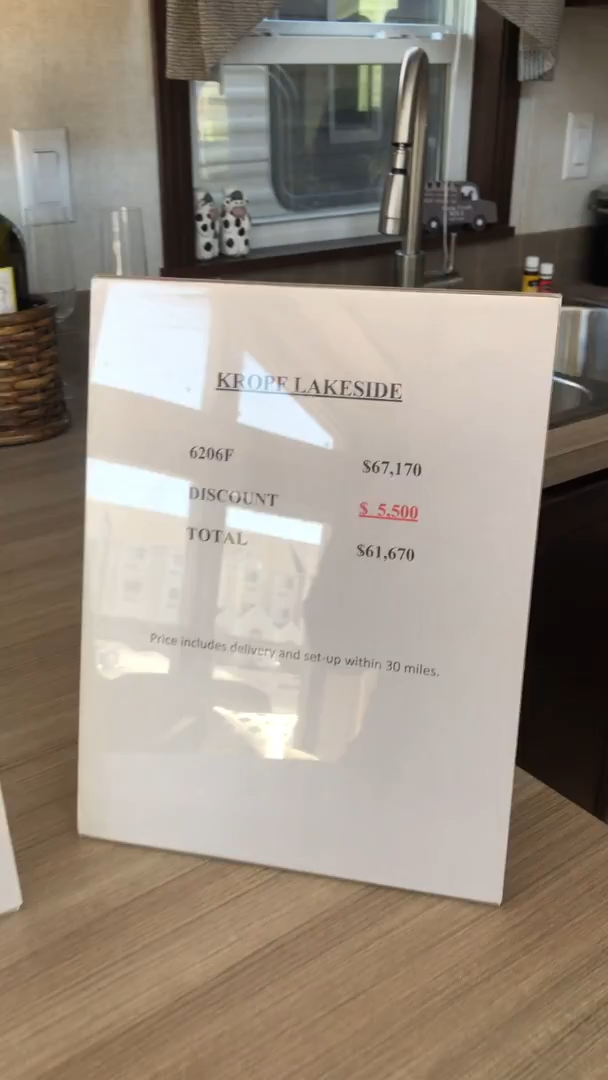 KROPF LAKESIDE
6206F $67,170
DISCOUNT $ 5,500
TOTAL $61,670
Price includes delivery and set-up within 30 miles.